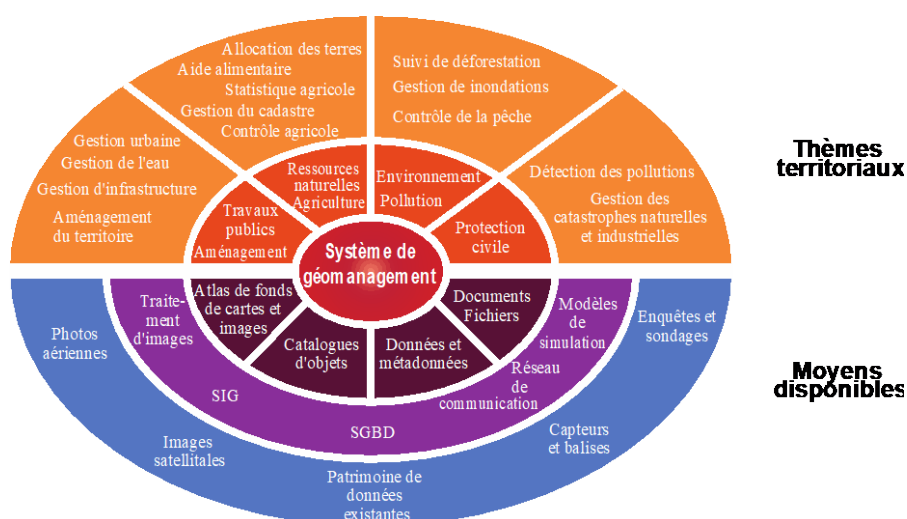 Allocation des terres
Aide alimentaire
Statistique agricole
Gestion du cadastre
Contrôle agricole
Suivi de déforestation
Gestion de inondations
Contrôle de la pêche
Gestion urbaine
Gestion de l'eau
Gestion d'infrastructure
Aménagement
du territoire
Détection des pollutions
Gestion des
catastrophes naturelles
et industrielles
Thèmes
territoriaux
Ressources
naturelles
Agriculture
Environnement
Pollution
Travaux
publics
Aménagement
Protection
civile
Système de
géomanagement
Atlas de fonds
de cartes et
images
Catalogues
d'objets
Données et
métadonnées
Documents
Fichiers
Traite-
ment
d'images
SIG
SGBD
Réseau
de
communication
Modèles
de
simulation
Photos
aériennes
Images
satellitales
Patrimoine de
données
existantes
Capteurs
et balises
Enquêtes et
sondages
Moyens
disponibles